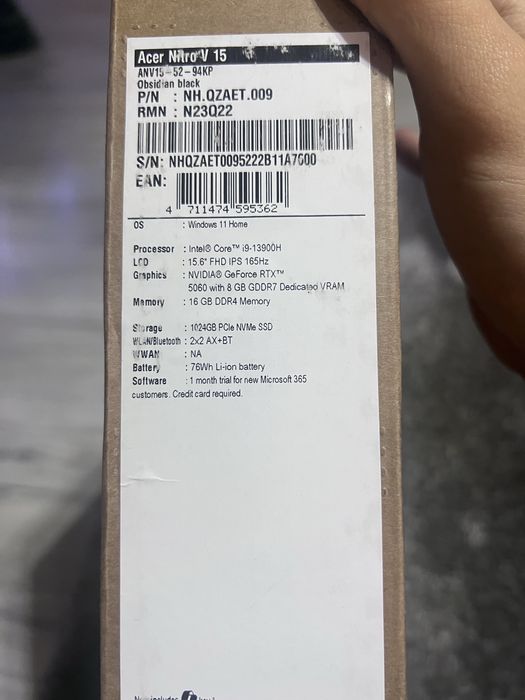 Acer Nitro V 15
ANV15-52-94KP
Obsidian black
P/N : NH.QZAET.009
RMN : N23Q22
S/N: NHQZAET0095222B11A7600
EAN:
4 711474 595362
OS : Windows 11 Home
Processor : Intel® Core™ i9-13900H
LCD : 15.6" FHD IPS 165Hz
Graphics : NVIDIA® GeForce RTX™
5060 with 8 GB GDDR7 Dedicated VRAM
Memory : 16 GB DDR4 Memory
Storage : 1024GB PCIe NVMe SSD
WLAN/Bluetooth : 2x2 AX+BT
WWAN : NA
Battery : 76Wh Li-ion battery
Software : 1 month trial for new Microsoft 365
customers. Credit card required.